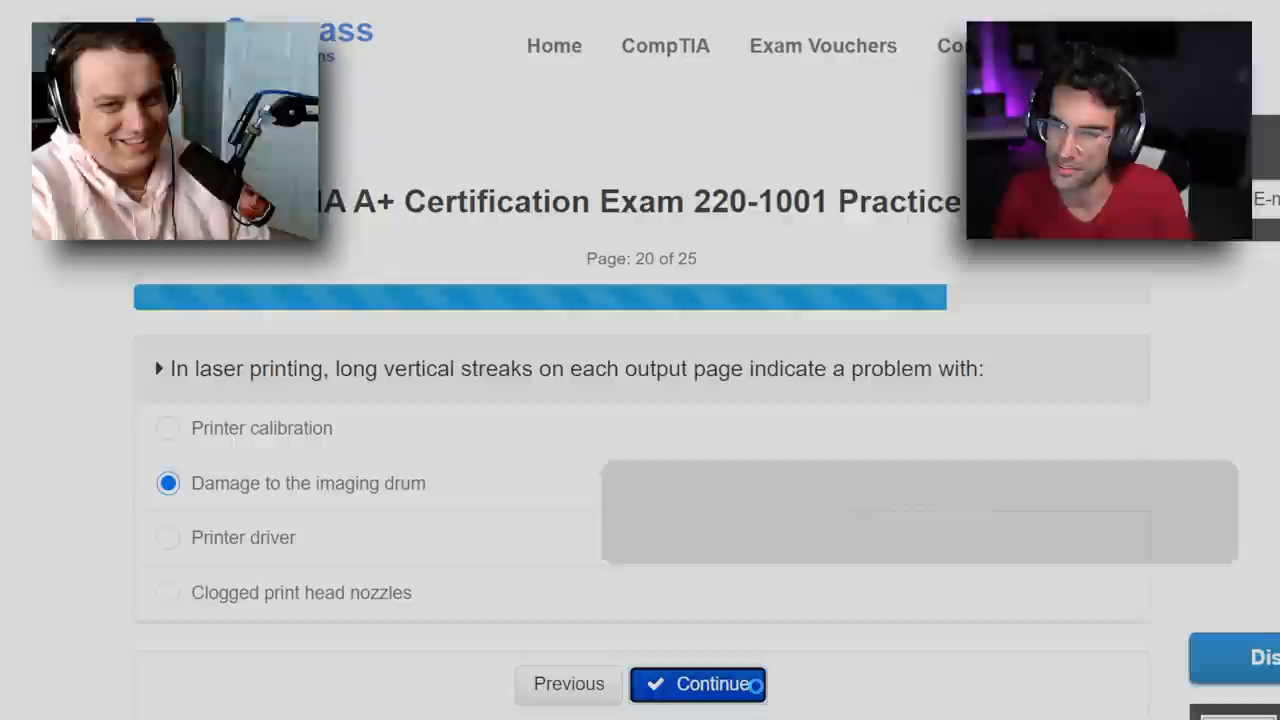 ass
ns
Home CompTIA Exam Vouchers Co
IA A+ Certification Exam 220-1001 Practice
E-m
Page: 20 of 25
In laser printing, long vertical streaks on each output page indicate a problem with:
Printer calibration
Damage to the imaging drum
Printer driver
Clogged print head nozzles
Previous Continue
Dis